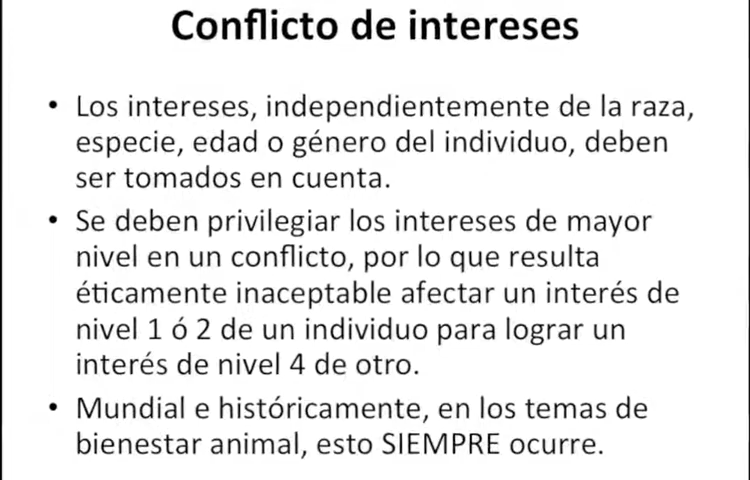 Conflicto de intereses
• Los intereses, independientemente de la raza,
especie, edad o género del individuo, deben
ser tomados en cuenta.
• Se deben privilegiar los intereses de mayor
nivel en un conflicto, por lo que resulta
éticamente inaceptable afectar un interés de
nivel 1 ó 2 de un individuo para lograr un
interés de nivel 4 de otro.
• Mundial e históricamente, en los temas de
bienestar animal, esto SIEMPRE ocurre.